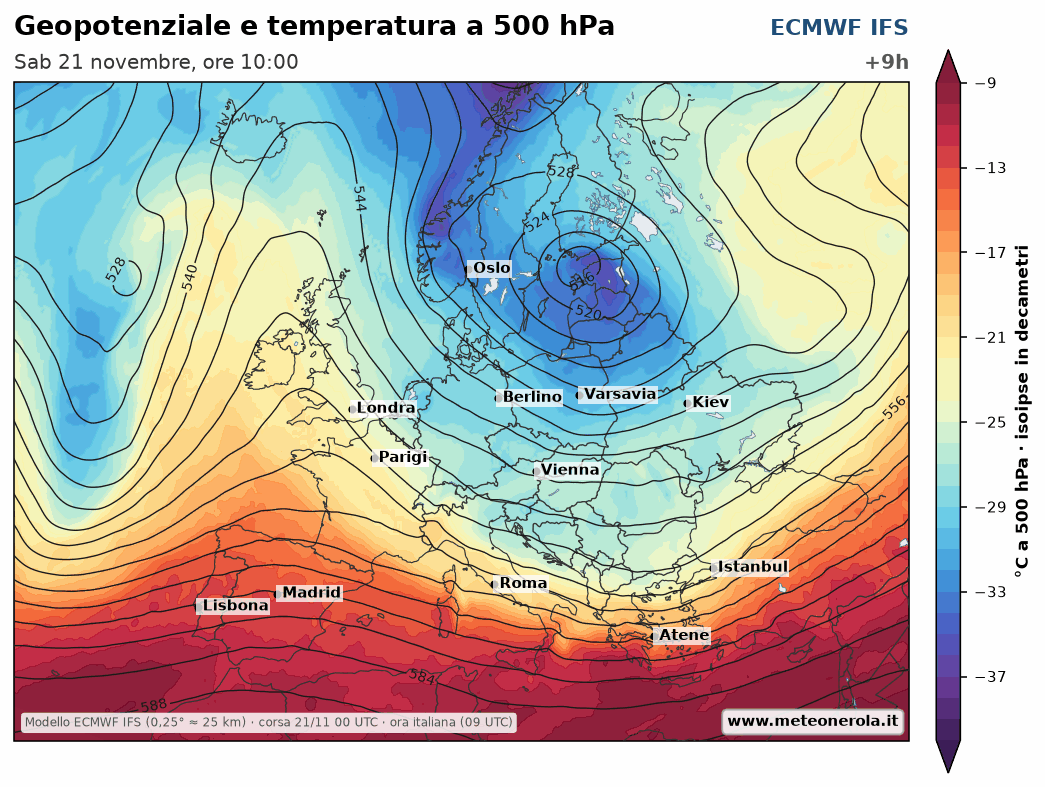 Geopotenziale e temperatura a 500 hPa
ECMWF IFS
Sab 21 novembre, ore 10:00
+9h
−9
−13
−17
−21
−25
−29
−33
−37
°C a 500 hPa · isoipse in decametri
528
544
524
528
540
516
520
556
584
588
Oslo
Berlino
Varsavia
Kiev
Londra
Parigi
Vienna
Istanbul
Roma
Madrid
Lisbona
Atene
Modello ECMWF IFS (0,25° ≈ 25 km) · corsa 21/11 00 UTC · ora italiana (09 UTC)
www.meteonerola.it